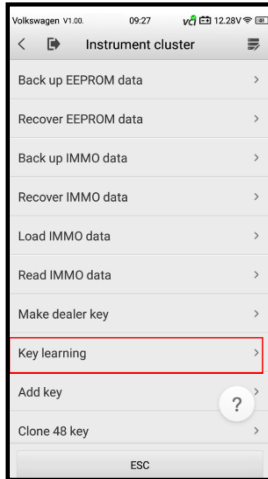 Volkswagen V1.00. 09:27 vci 12.28V
Instrument cluster
Back up EEPROM data
Recover EEPROM data
Back up IMMO data
Recover IMMO data
Load IMMO data
Read IMMO data
Make dealer key
Key learning
Add key
?
Clone 48 key
ESC